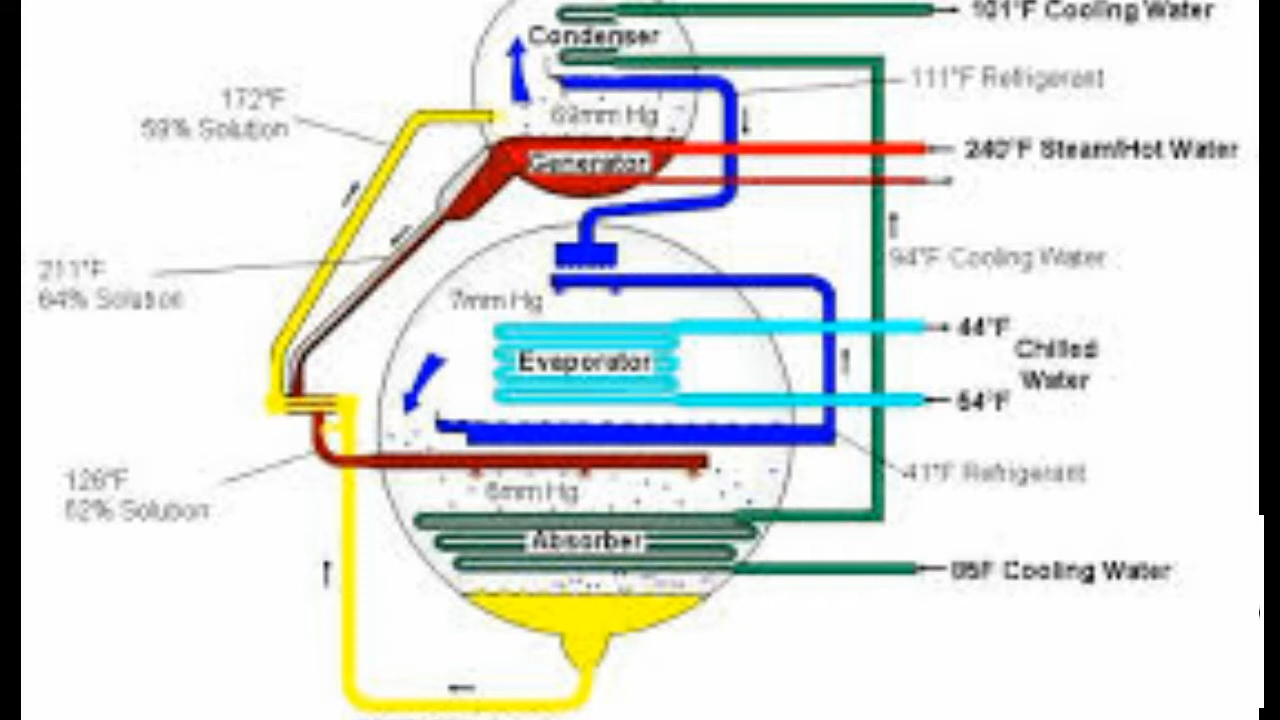 101°F Cooling Water
Condenser
111°F Refrigerant
172°F
59% Solution
69mm Hg
240°F Steam/Hot Water
Generator
94°F Cooling Water
211°F
64% Solution
7mm Hg
44°F
Chilled
Water
Evaporator
54°F
41°F Refrigerant
126°F
62% Solution
6mm Hg
Absorber
85F Cooling Water